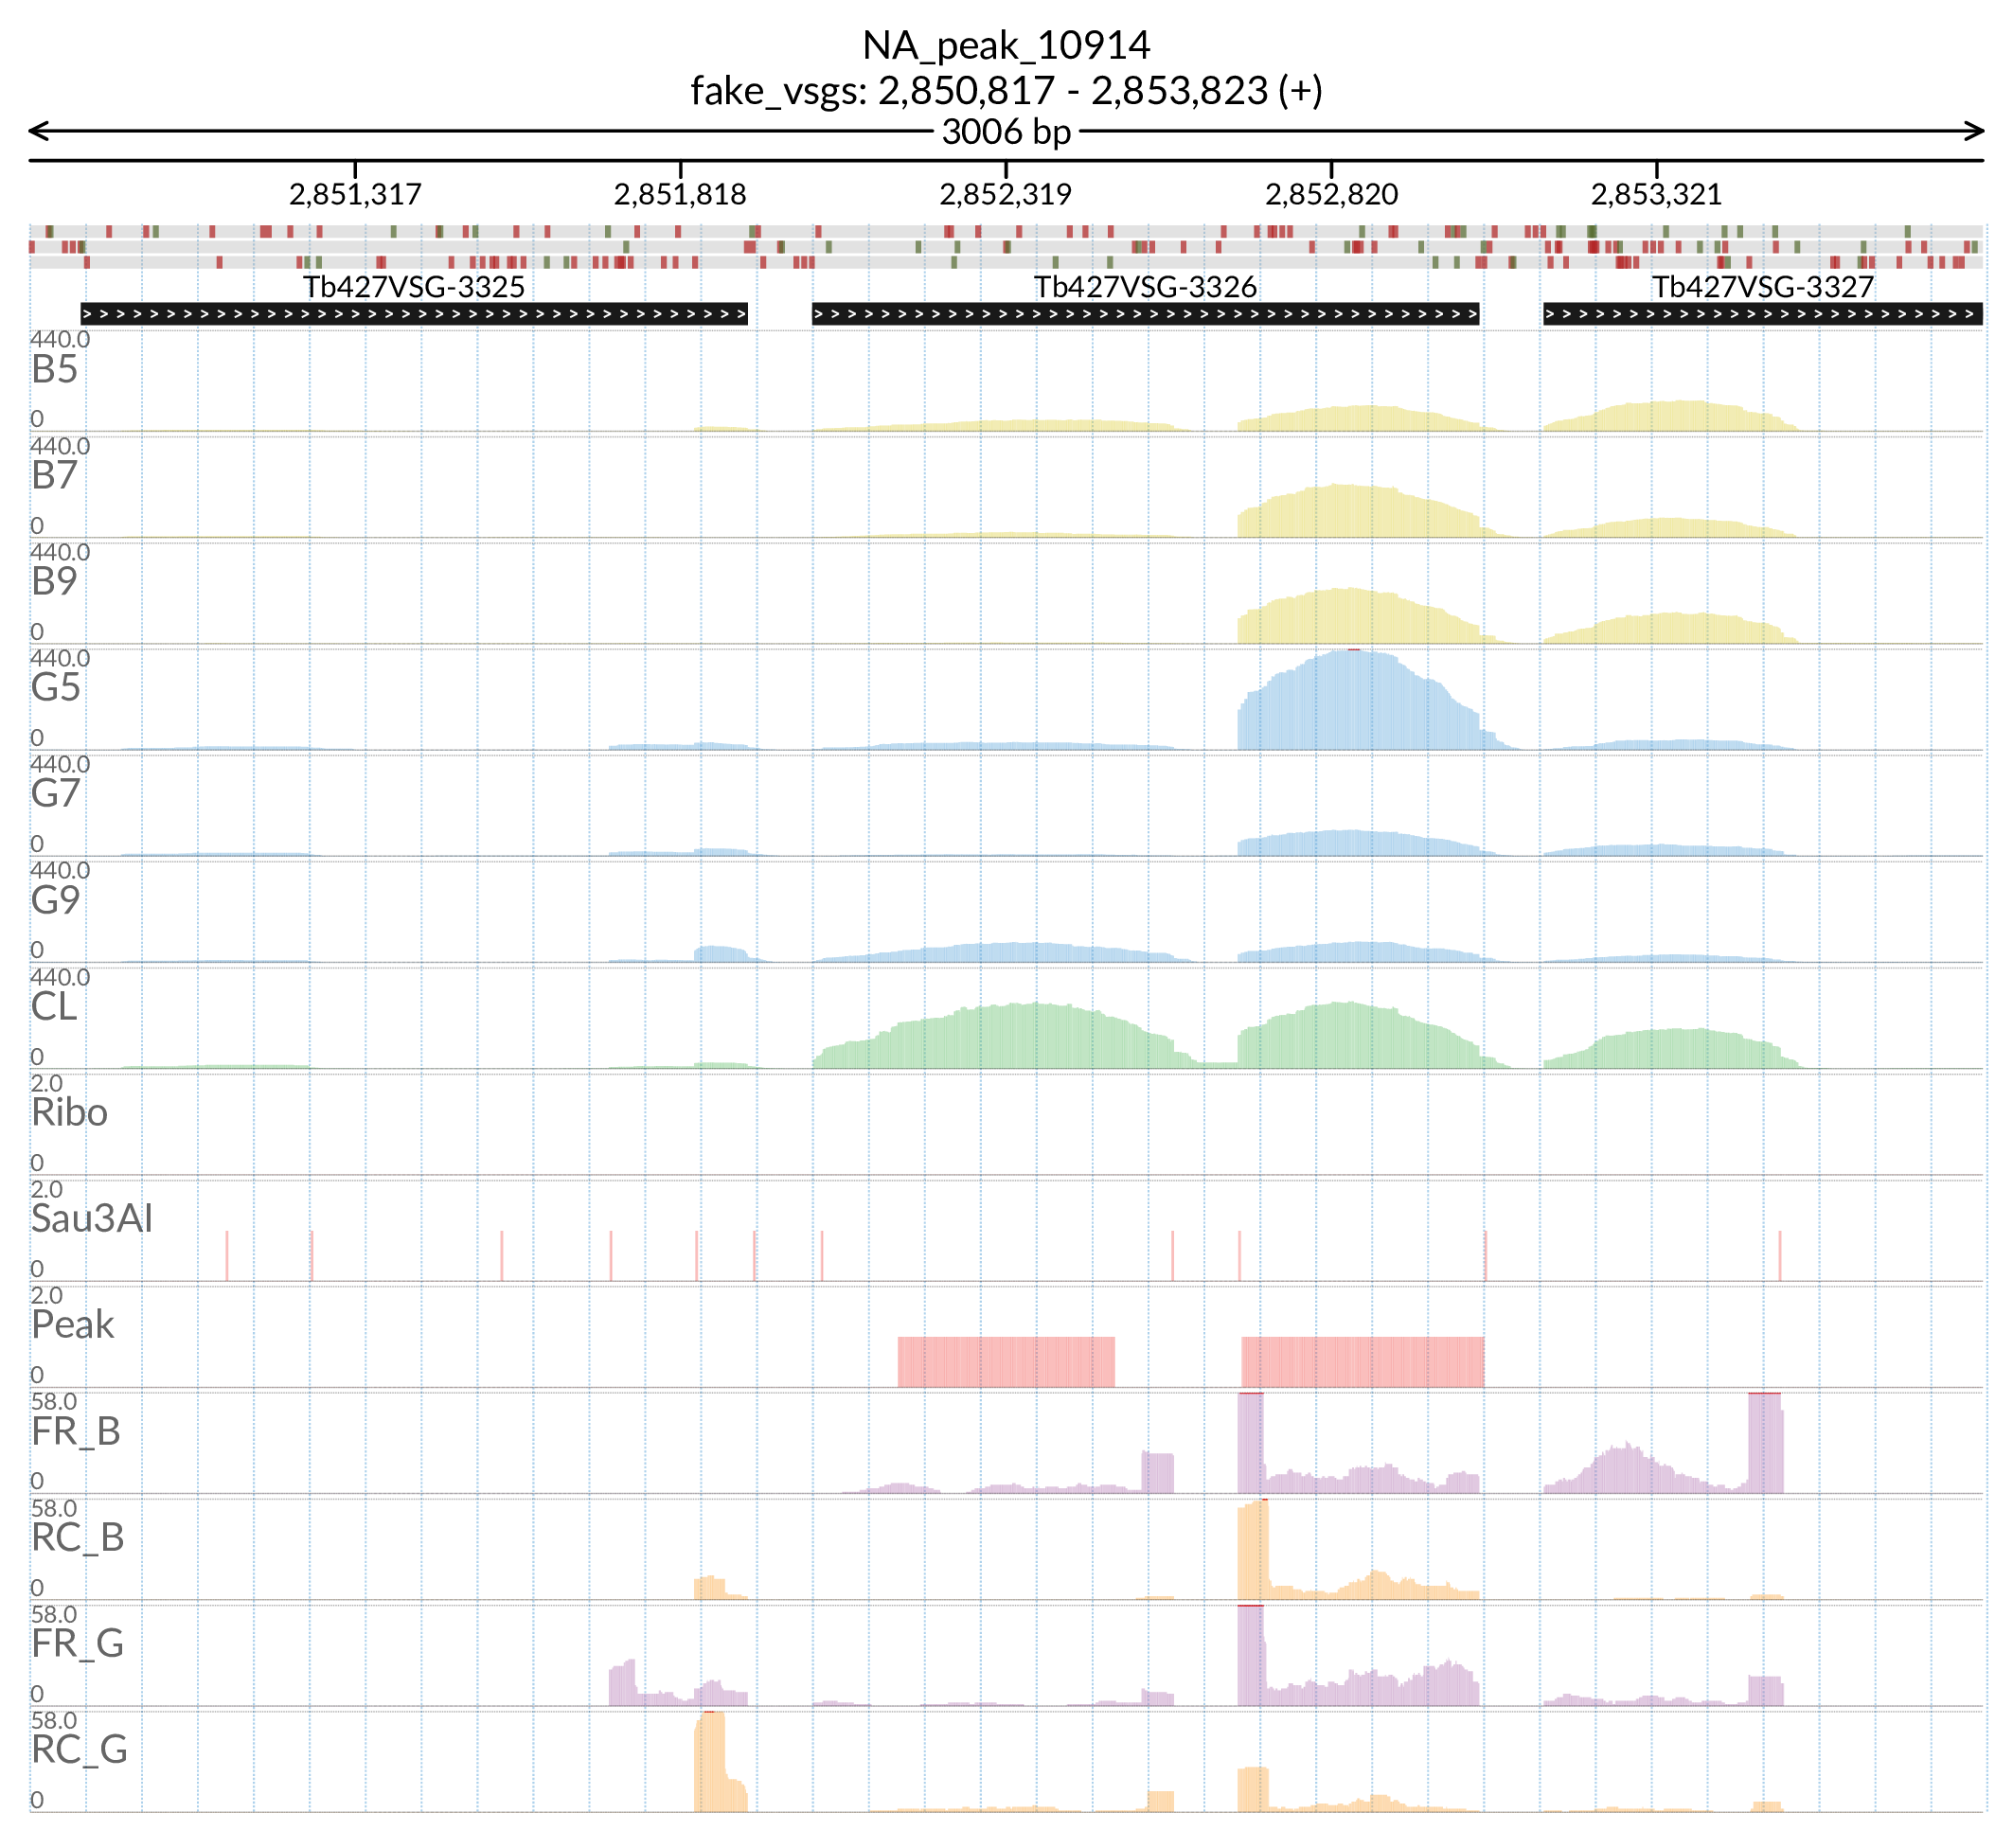 NA_peak_10914
fake_vsgs: 2,850,817 - 2,853,823 (+)
3006 bp
2,851,317 2,851,818 2,852,319 2,852,820 2,853,321
Tb427VSG-3325 Tb427VSG-3326 Tb427VSG-3327
440.0
B5
0
440.0
B7
0
440.0
B9
0
440.0
G5
0
440.0
G7
0
440.0
G9
0
440.0
CL
0
2.0
Ribo
0
2.0
Sau3AI
0
2.0
Peak
0
58.0
FR_B
0
58.0
RC_B
0
58.0
FR_G
0
58.0
RC_G
0